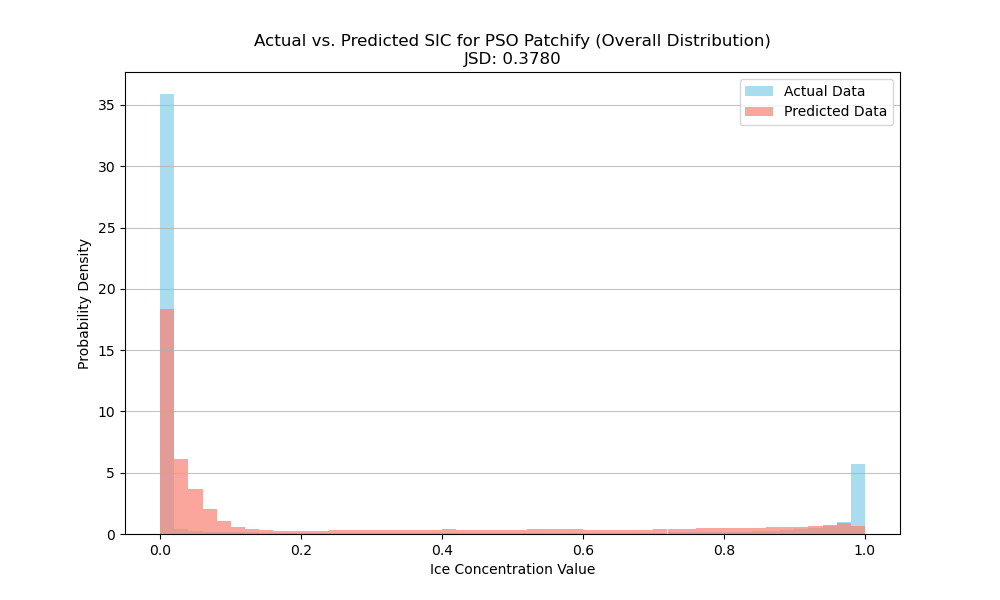 Actual vs. Predicted SIC for PSO Patchify (Overall Distribution)
JSD: 0.3780
Actual Data
Predicted Data
Probability Density
35
30
25
20
15
10
5
0
0.0 0.2 0.4 0.6 0.8 1.0
Ice Concentration Value